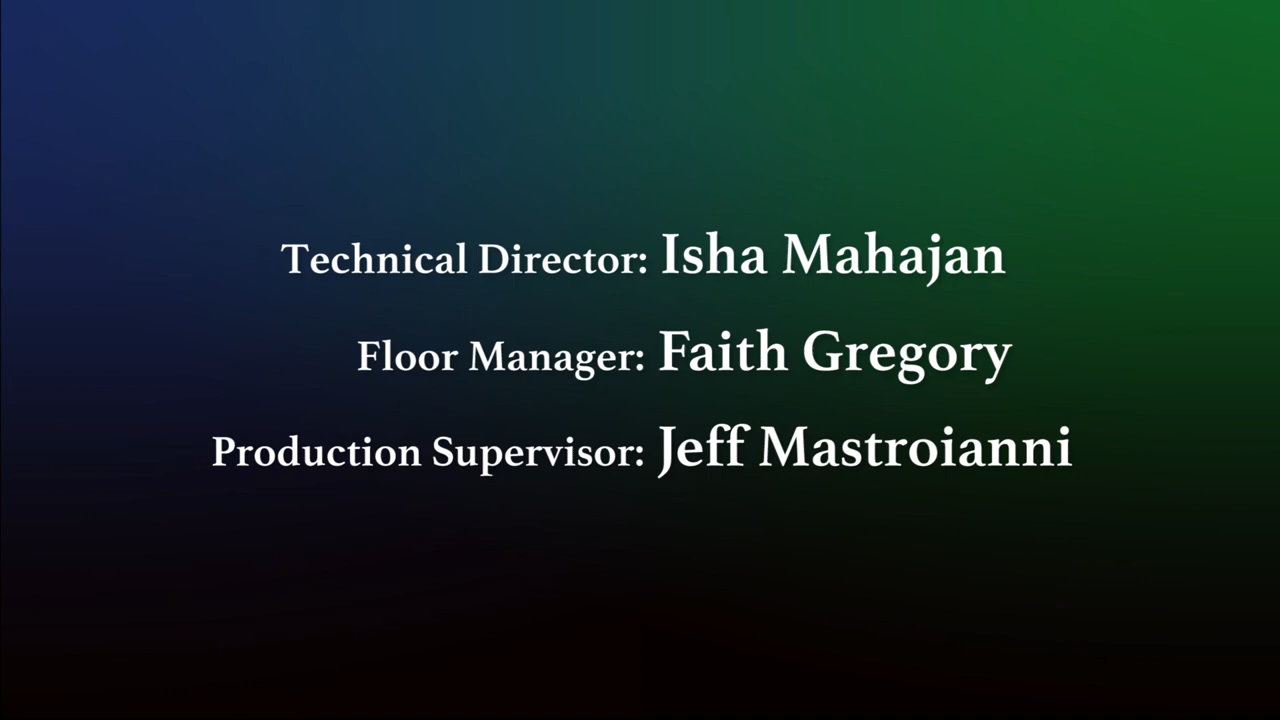 Technical Director: Isha Mahajan
Floor Manager: Faith Gregory
Production Supervisor: Jeff Mastroianni